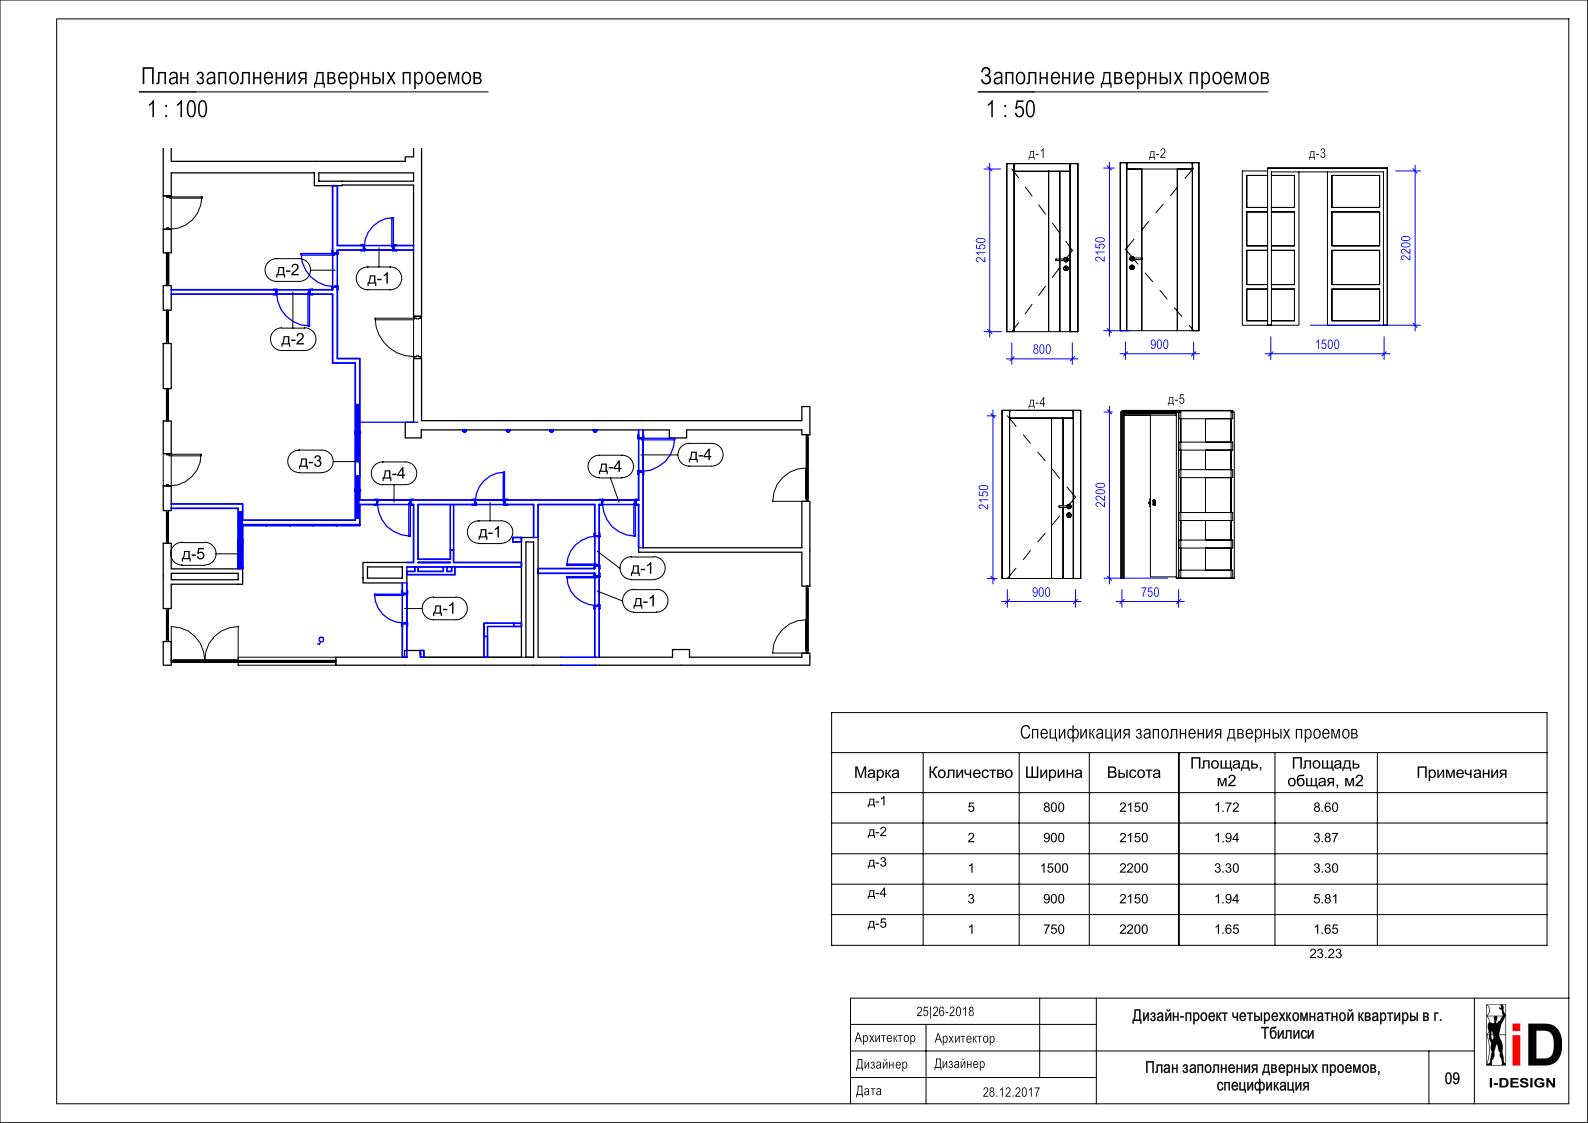 План заполнения дверных проемов
1 : 100
Заполнение дверных проемов
1 : 50
д-1
д-2
д-3
2150
2150
2200
800
900
1500
д-4
д-5
2150
2200
900
750
д-2
д-1
д-2
д-3
д-4
д-4
д-4
д-1
д-5
д-1
д-1
д-1
Спецификация заполнения дверных проемов
Марка Количество Ширина Высота Площадь, м2 Площадь общая, м2 Примечания
д-1 5 800 2150 1.72 8.60
д-2 2 900 2150 1.94 3.87
д-3 1 1500 2200 3.30 3.30
д-4 3 900 2150 1.94 5.81
д-5 1 750 2200 1.65 1.65
23.23
25|26-2018
Архитектор Архитектор
Дизайнер Дизайнер
Дата 28.12.2017
Дизайн-проект четырехкомнатной квартиры в г.
Тбилиси
План заполнения дверных проемов,
спецификация
09
iD
I-DESIGN